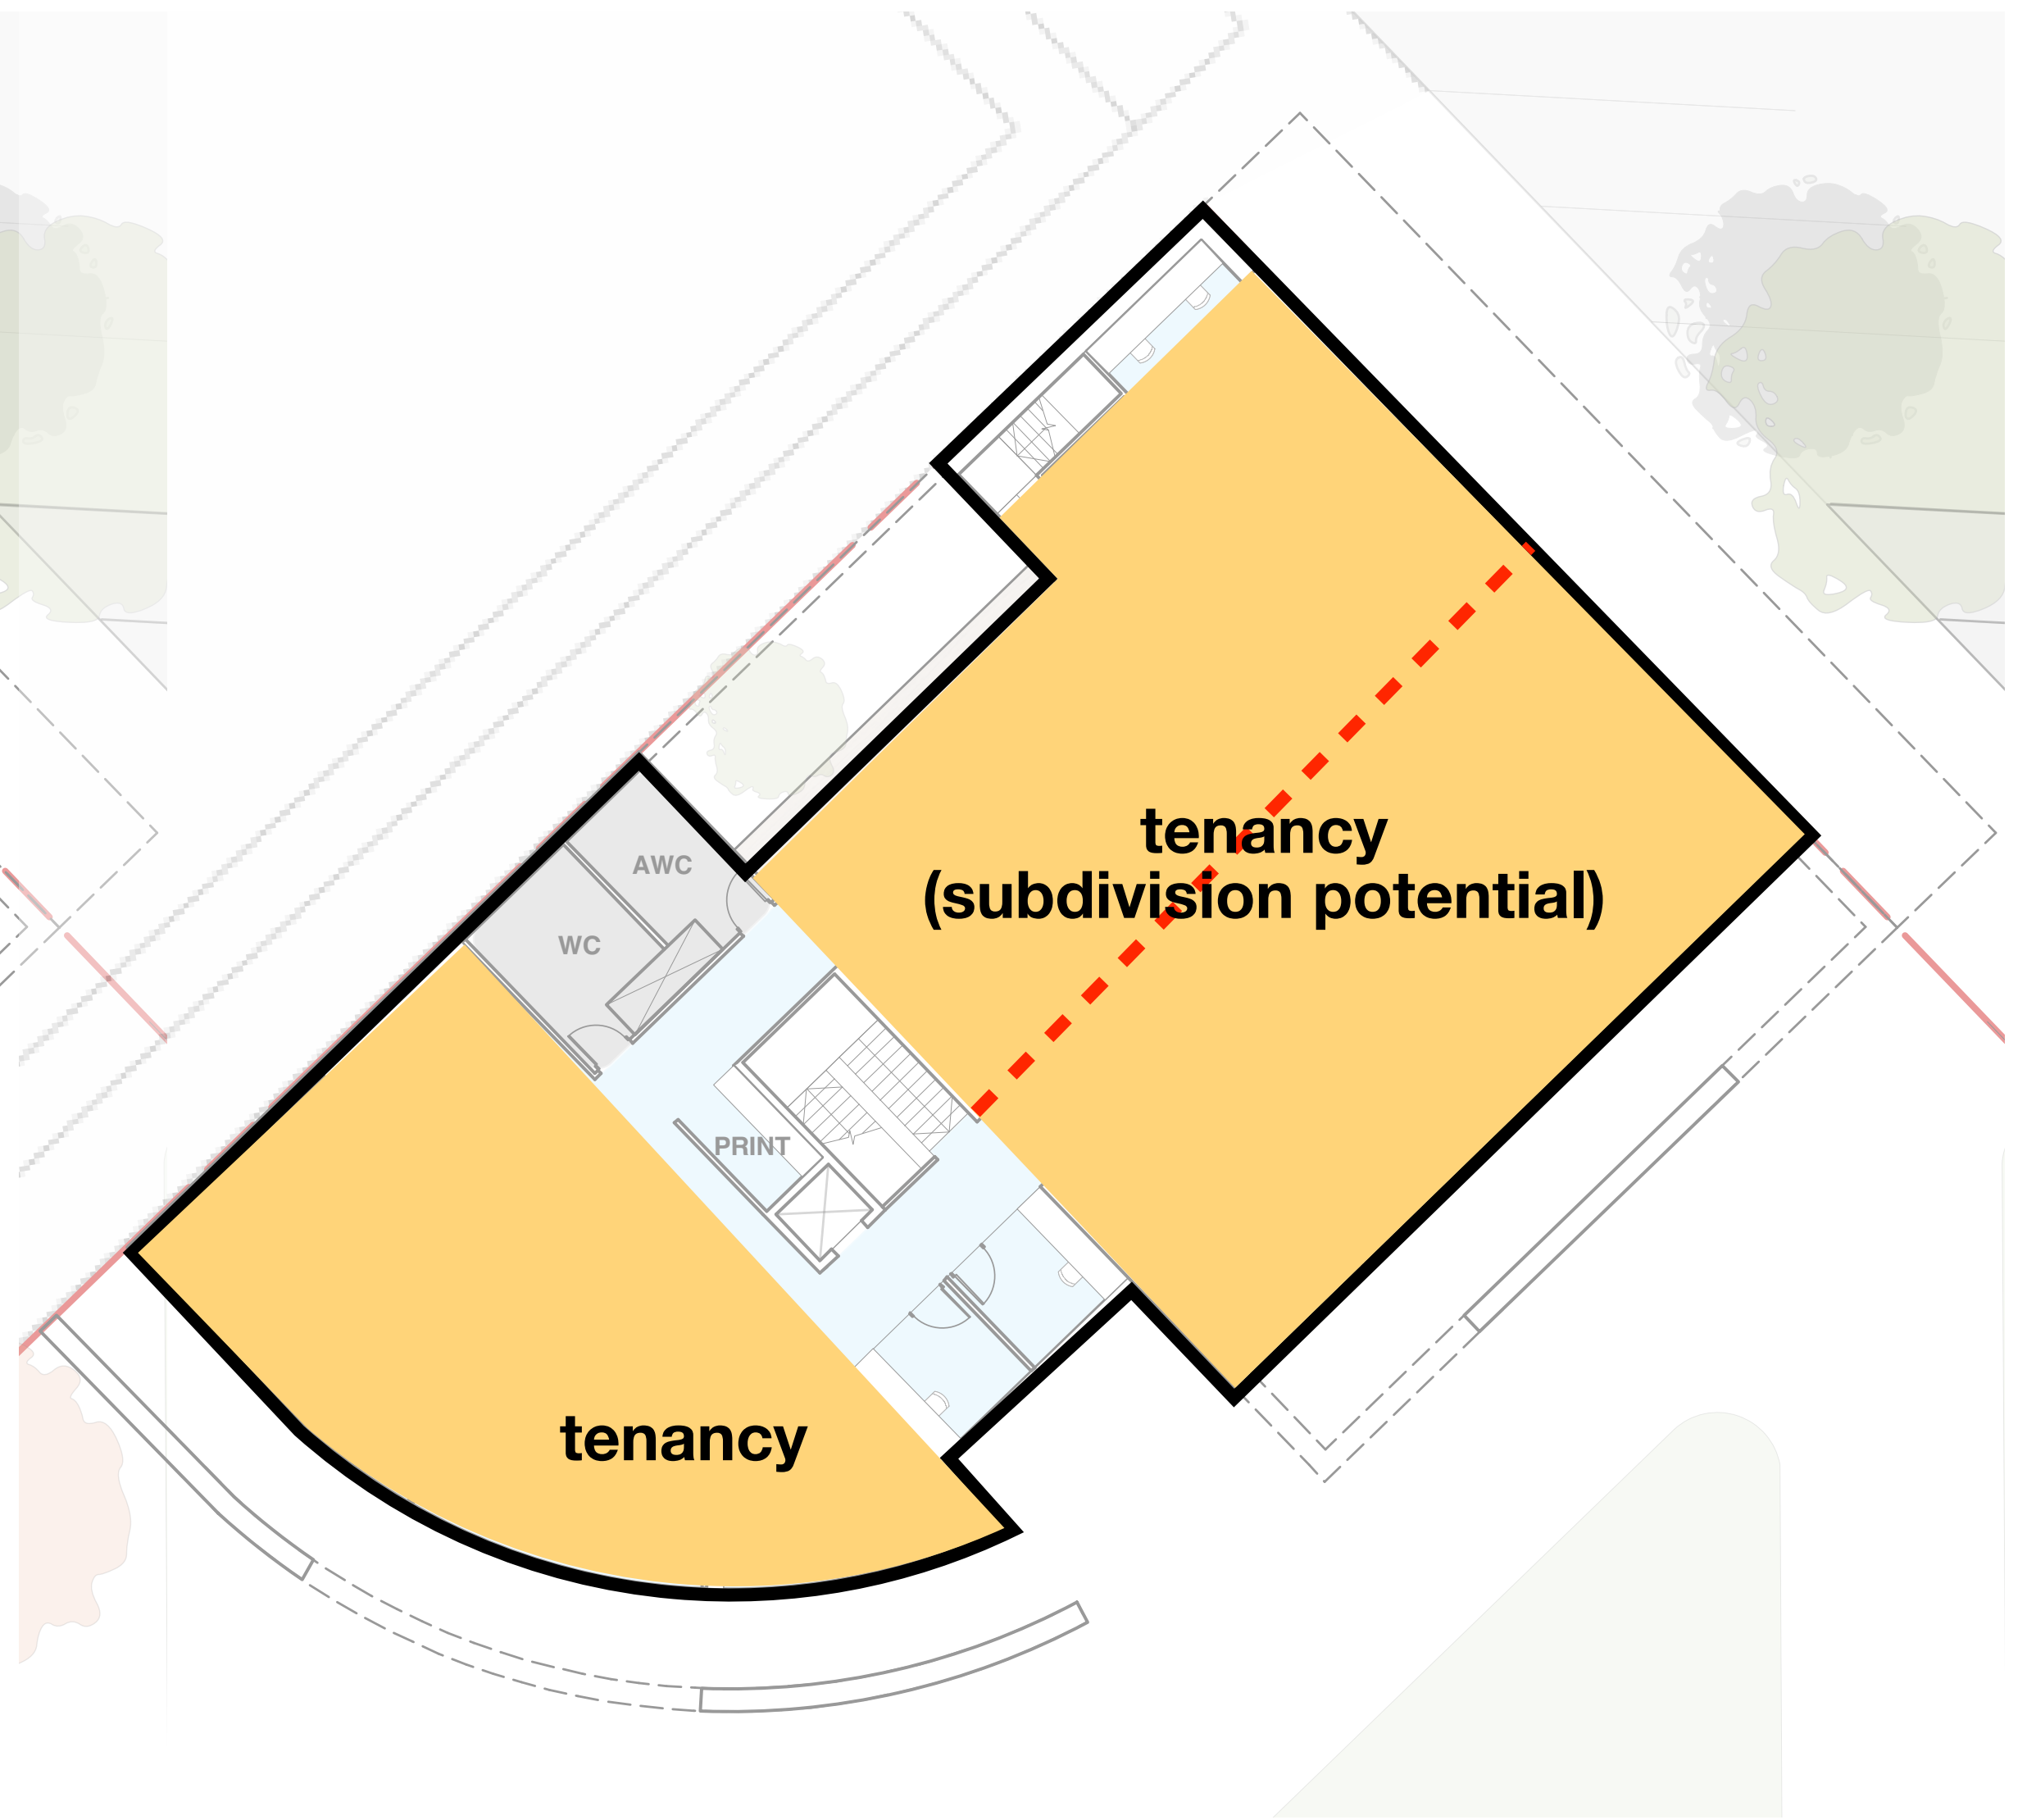 AWC
WC
tenancy
(subdivision potential)
PRINT
tenancy